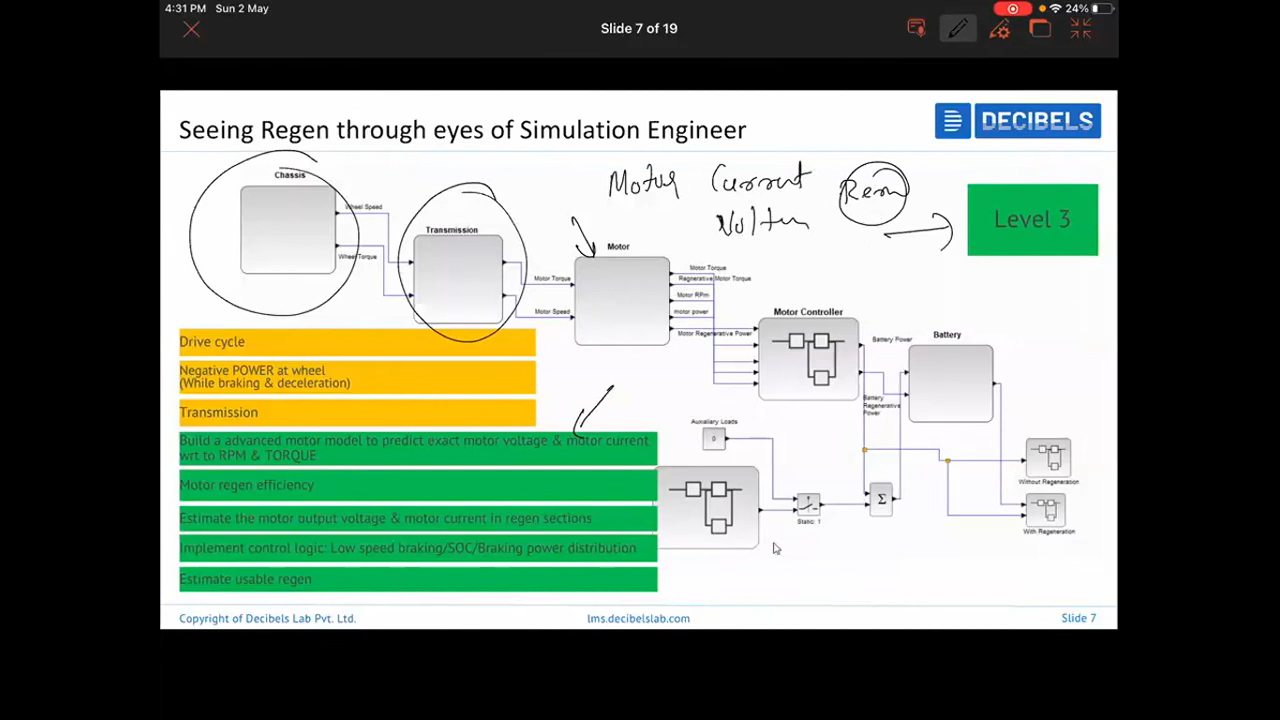 4:31 PM Sun 2 May
24%
Slide 7 of 19
Seeing Regen through eyes of Simulation Engineer
DECIBELS
Motor Current
Level 3
Chassis
Wheel Speed
Wheel Torque
Transmission
Motor Torque
Motor Speed
Motor
Motor Torque
Regnerative Motor Torque
Motor RPm
motor power
Motor Regenerative Power
Motor Controller
Battery Power
Battery
Regenerative
Power
Battery
Drive cycle
Negative POWER at wheel
(While braking & deceleration)
Transmission
Build a advanced motor model to predict exact motor voltage & motor current
wrt to RPM & TORQUE
Motor regen efficiency
Estimate the motor output voltage & motor current in regen sections
Implement control logic: Low speed braking/SOC/Braking power distribution
Estimate usable regen
Auxiliary Loads
0
Static: 1
Σ
Without Regeneration
With Regeneration
Copyright of Decibels Lab Pvt. Ltd.
lms.decibelslab.com
Slide 7